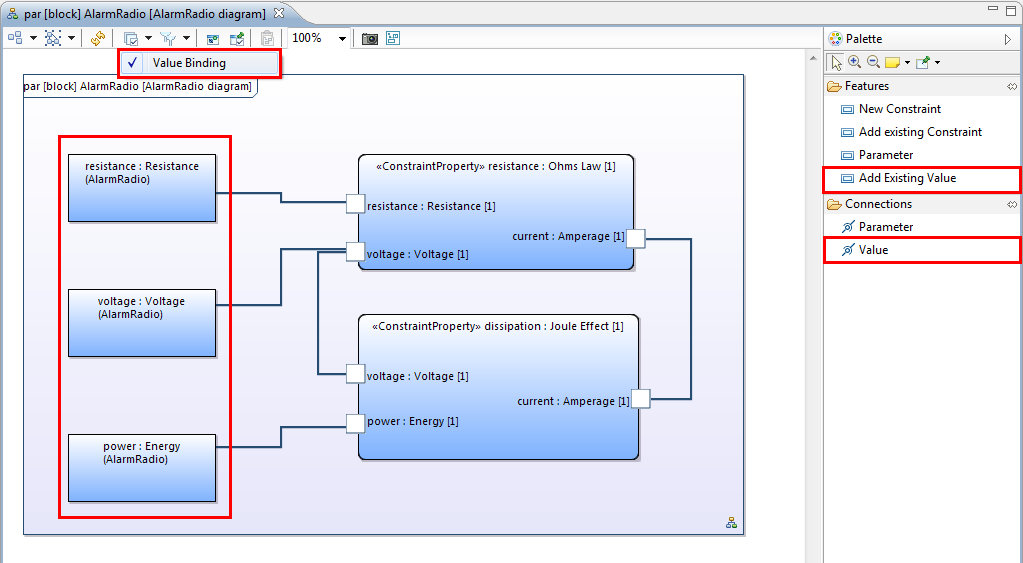 par [block] AlarmRadio [AlarmRadio diagram]
100%
Value Binding
par [block] AlarmRadio [AlarmRadio diagram]
resistance : Resistance
(AlarmRadio)
voltage : Voltage
(AlarmRadio)
power : Energy
(AlarmRadio)
«ConstraintProperty» resistance : Ohms Law [1]
resistance : Resistance [1]
current : Amperage [1]
voltage : Voltage [1]
«ConstraintProperty» dissipation : Joule Effect [1]
voltage : Voltage [1]
current : Amperage [1]
power : Energy [1]
Palette
Features
New Constraint
Add existing Constraint
Parameter
Add Existing Value
Connections
Parameter
Value